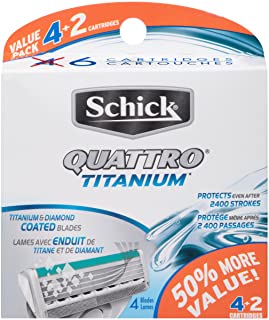 VALUE
PACK 4+2
4 6 CARTRIDGES
CARTOUCHES
Schick
QUATTRO
TITANIUM
TITANIUM & DIAMOND
COATED BLADES
LAMES AVEC ENDUIT DE
TITANE ET DE DIAMANT
PROTECTS EVEN AFTER
2400 STROKES
PROTÈGE MÊME APRÈS
2 400 PASSAGES
4 Blades
Lames
50% MORE
VALUE!
4+2
CARTRIDGES